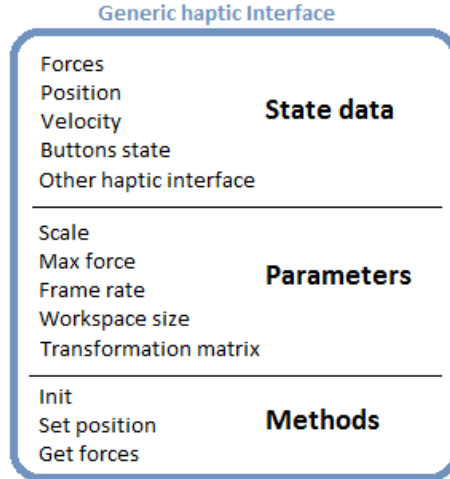 Generic haptic Interface
Forces
Position
Velocity
Buttons state
Other haptic interface
State data
Scale
Max force
Frame rate
Workspace size
Transformation matrix
Parameters
Init
Set position
Get forces
Methods